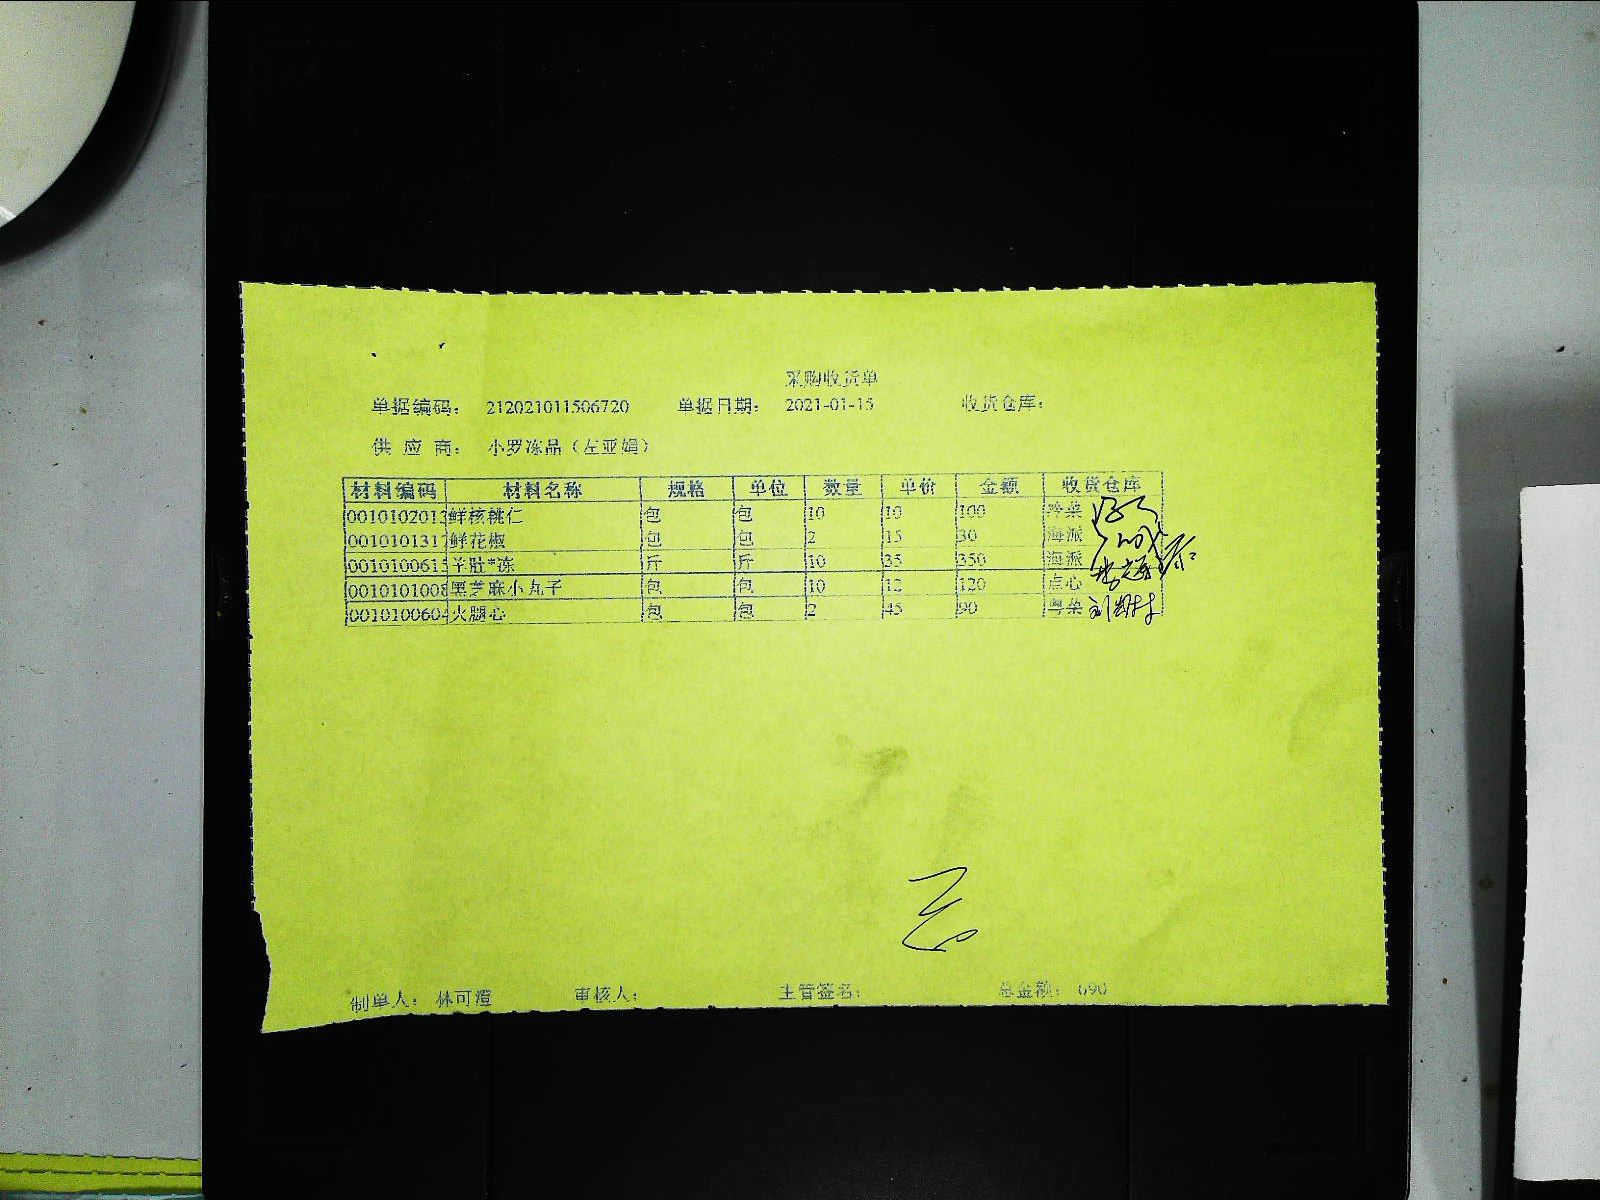 采购收货单
单据编码： 212021011506720 单据日期： 2021-01-15 收货仓库：
供 应 商： 小罗冻品（左亚娟）
材料编码 材料名称 规格 单位 数量 单价 金额 收货仓库
001010201 鲜核桃仁 包 包 10 10 100 冷菜
001010131 鲜花椒 包 包 2 15 30 海派
001010061 羊肚*冻 斤 斤 10 35 350 海派
001010100 黑芝麻小丸子 包 包 10 12 120 点心
001010060 火腿心 包 包 2 45 90 粤菜
制单人： 林可澄 审核人： 主管签名： 总金额： 690